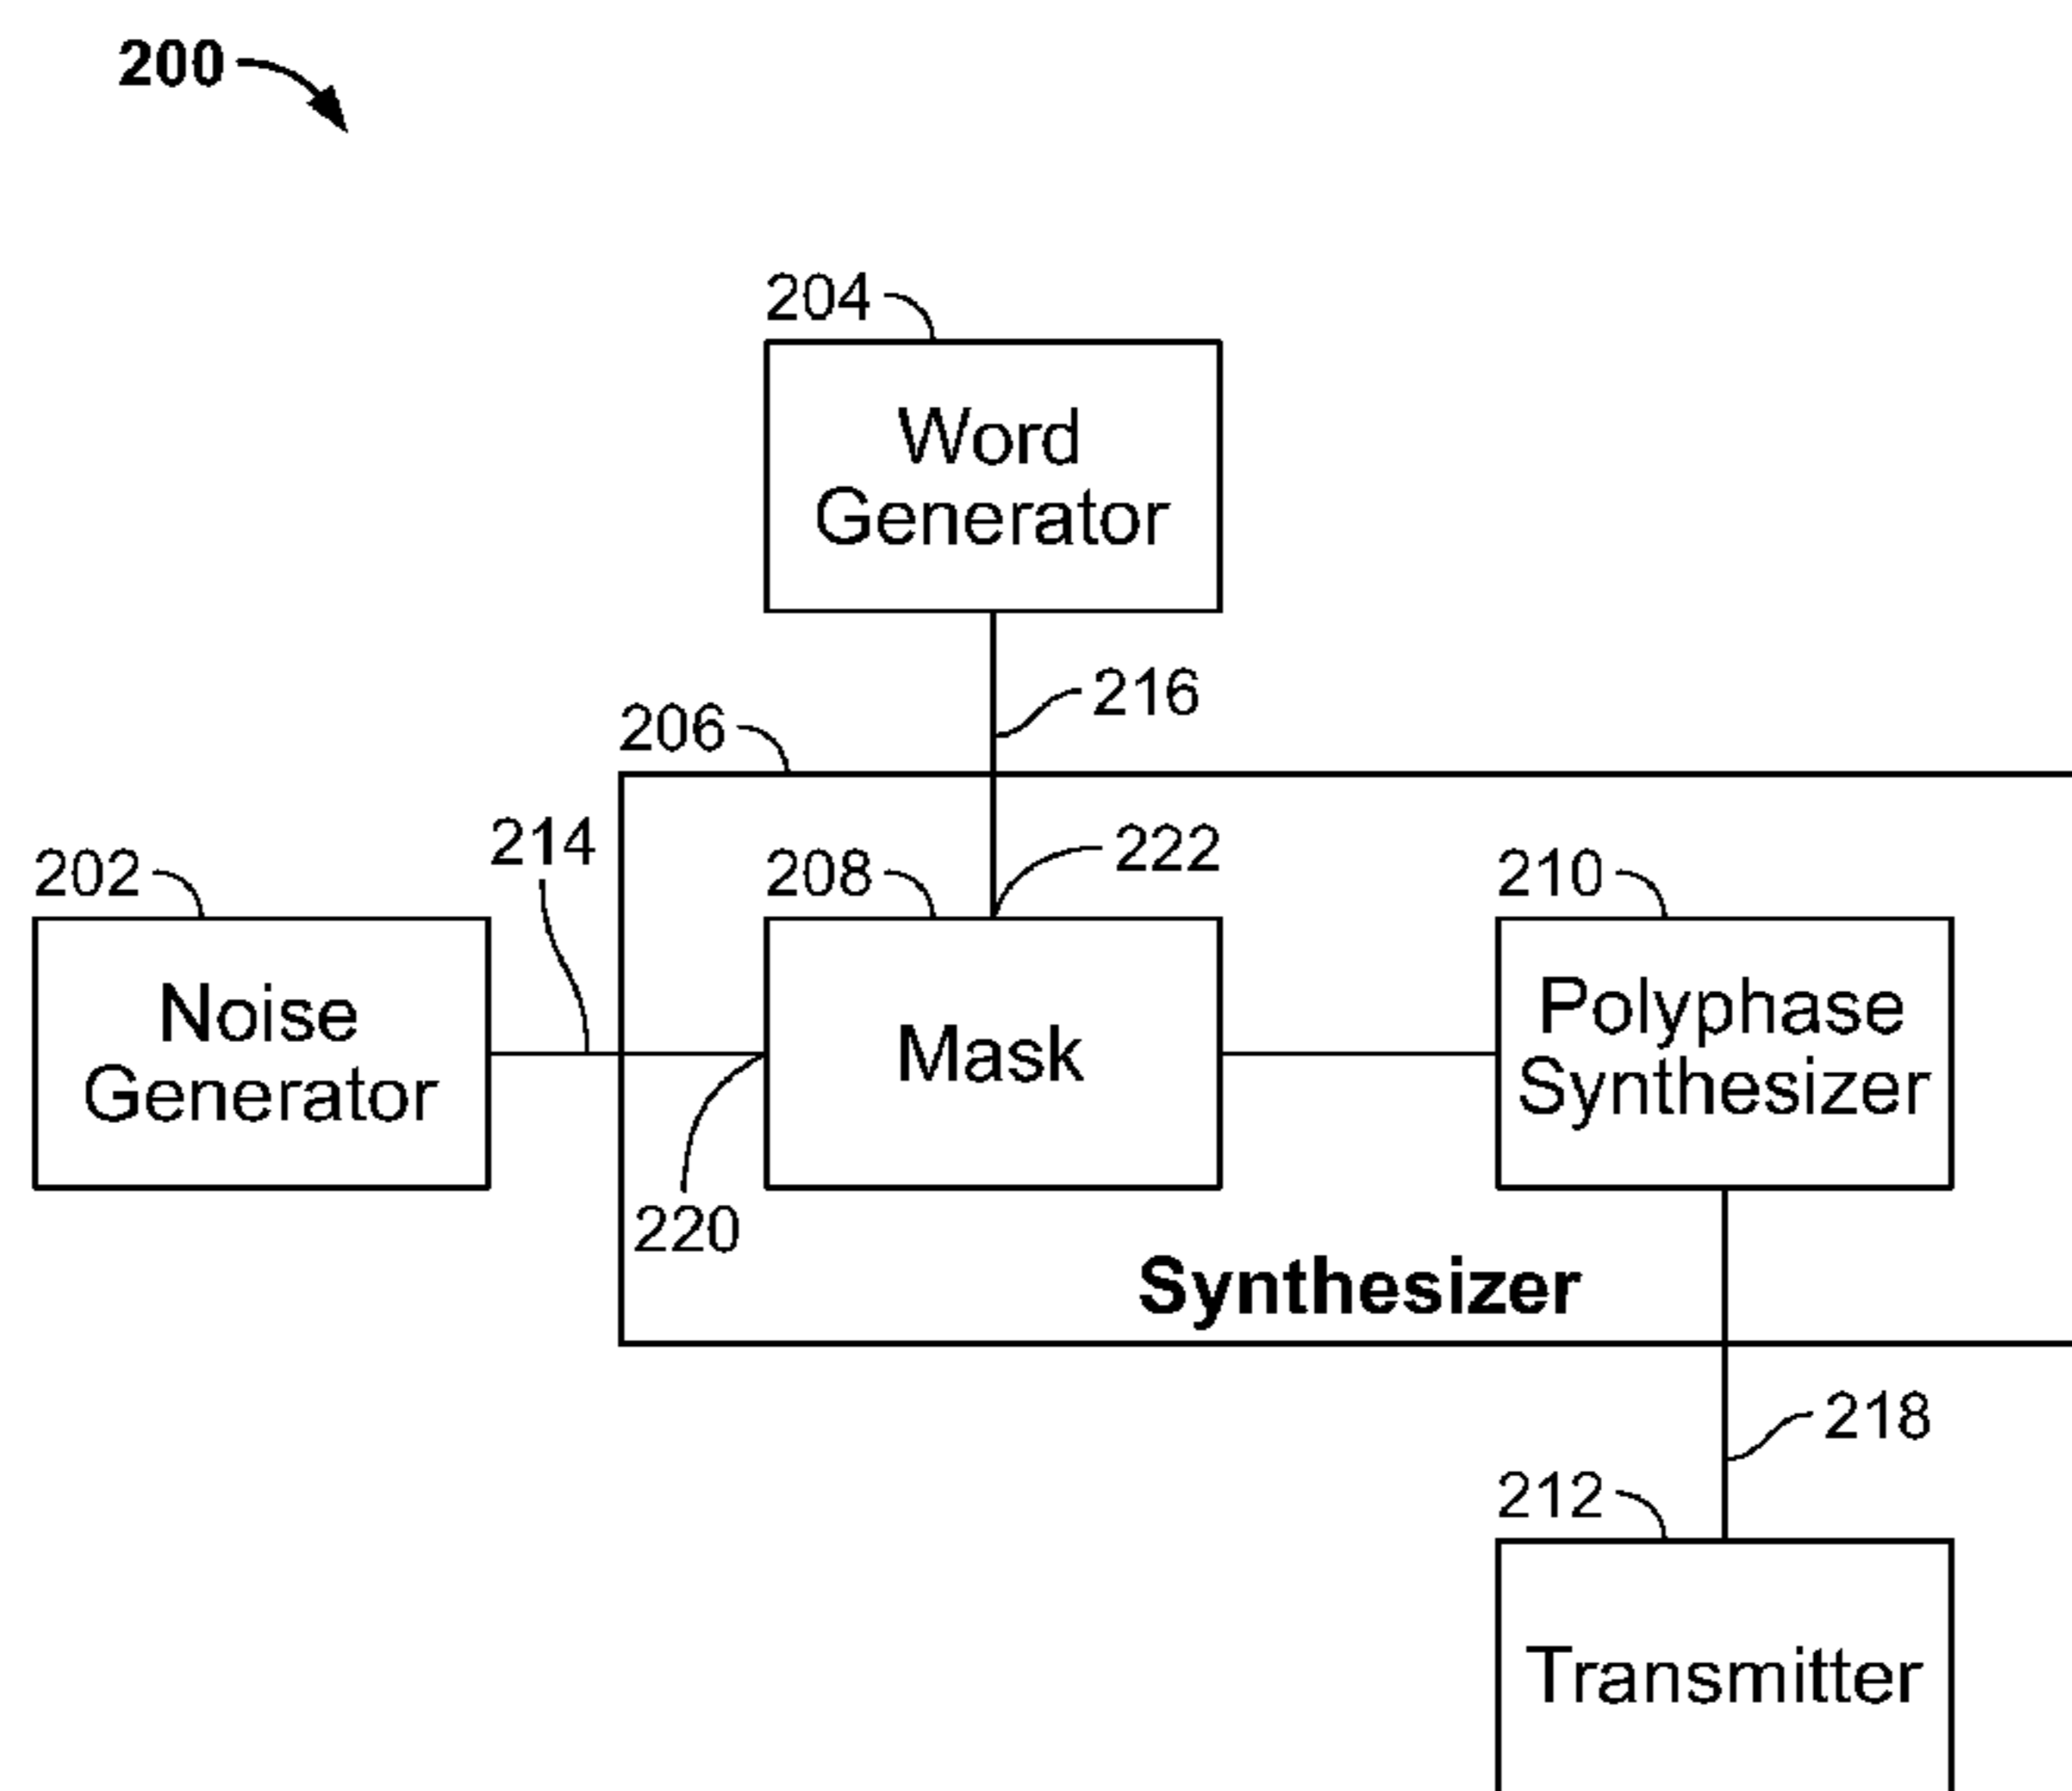 200
204
Word
Generator
216
206
214
222
202
208
210
Noise
Generator
Mask
Polyphase
Synthesizer
220
Synthesizer
218
212
Transmitter